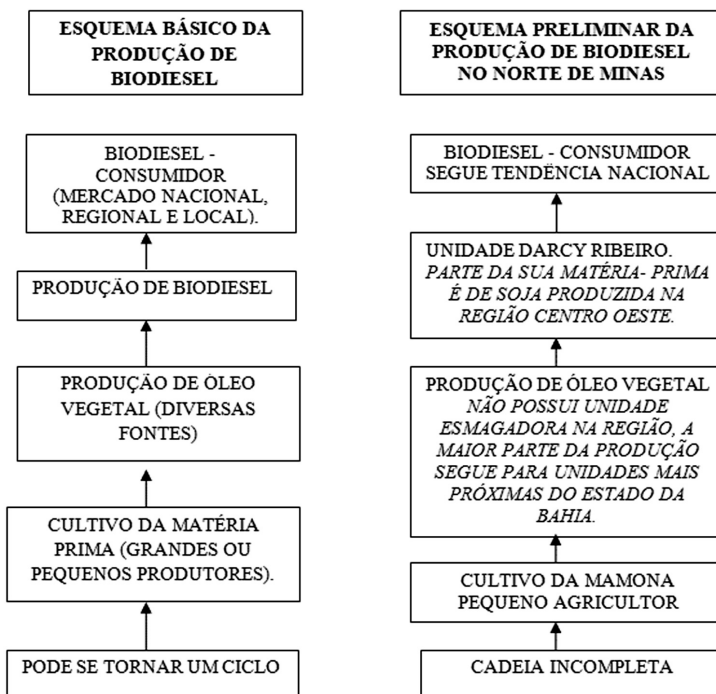 ESQUEMA BÁSICO DA
PRODUÇÃO DE
BIODIESEL
BIODIESEL -
CONSUMIDOR
(MERCADO NACIONAL,
REGIONAL E LOCAL).
PRODUÇÃO DE BIODIESEL
PRODUÇÃO DE ÓLEO
VEGETAL (DIVERSAS
FONTES)
CULTIVO DA MATÉRIA
PRIMA (GRANDES OU
PEQUENOS PRODUTORES).
PODE SE TORNAR UM CICLO
ESQUEMA PRELIMINAR DA
PRODUÇÃO DE BIODIESEL
NO NORTE DE MINAS
BIODIESEL - CONSUMIDOR
SEGUE TENDÊNCIA NACIONAL
UNIDADE DARCY RIBEIRO.
PARTE DA SUA MATÉRIA- PRIMA
É DE SOJA PRODUZIDA NA
REGIÃO CENTRO OESTE.
PRODUÇÃO DE ÓLEO VEGETAL
NÃO POSSUI UNIDADE
ESMAGADORA NA REGIÃO, A
MAIOR PARTE DA PRODUÇÃO
SEGUE PARA UNIDADES MAIS
PRÓXIMAS DO ESTADO DA
BAHIA.
CULTIVO DA MAMONA
PEQUENO AGRICULTOR
CADEIA INCOMPLETA